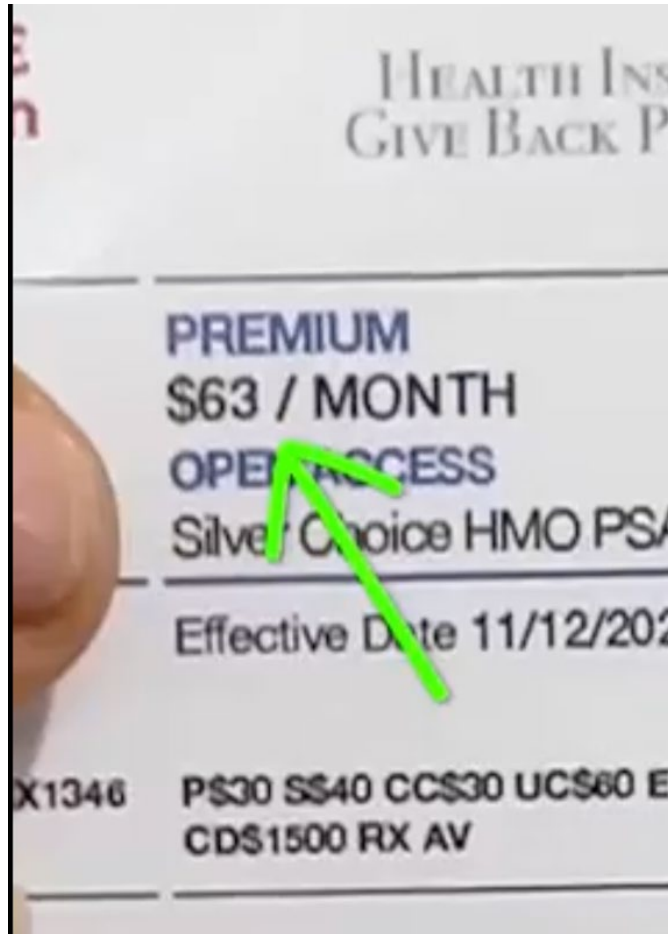 HEALTH INS
GIVE BACK P
PREMIUM
$63 / MONTH
OPEN ACCESS
Silver Choice HMO PSA
Effective Date 11/12/202
X1346
P$30 S$40 CC$30 UC$60 E
CD$1500 RX AV